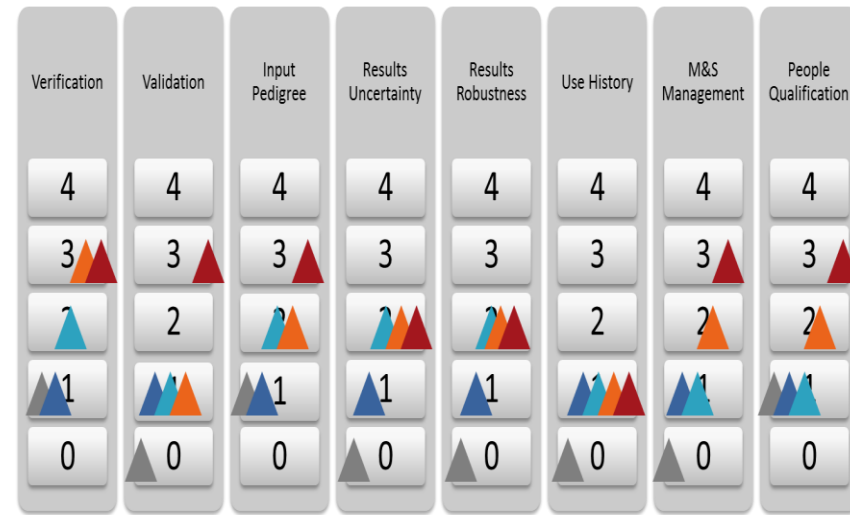 Verification
Validation
Input
Pedigree
Results
Uncertainty
Results
Robustness
Use History
M&S
Management
People
Qualification
4 4 4 4 4 4 4 4
3 3 3 3 3 3 3 3
2 2 2
1 1 1 1 1
0 0 0 0 0 0 0 0